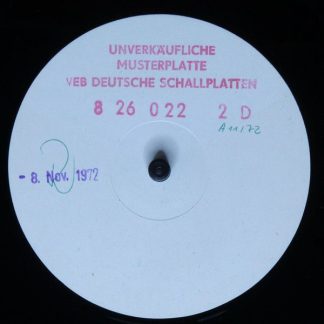 UNVERKÄUFLICHE
MUSTERPLATTE
VEB DEUTSCHE SCHALLPLATTEN
8 26 022 2 D
A 11/72
- 8. Nov. 1972